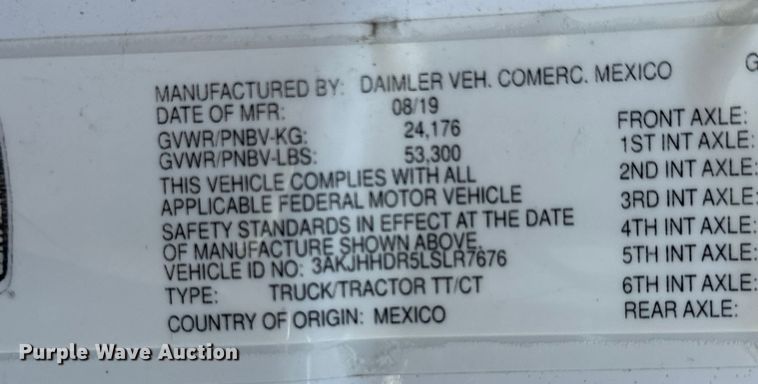 MANUFACTURED BY: DAIMLER VEH. COMERC. MEXICO
DATE OF MFR: 08/19
GVWR/PNBV-KG: 24,176
GVWR/PNBV-LBS: 53,300
THIS VEHICLE COMPLIES WITH ALL
APPLICABLE FEDERAL MOTOR VEHICLE
SAFETY STANDARDS IN EFFECT AT THE DATE
OF MANUFACTURE SHOWN ABOVE.
VEHICLE ID NO: 3AKJHHDR5LSLR7676
TYPE: TRUCK/TRACTOR TT/CT
COUNTRY OF ORIGIN: MEXICO
G
FRONT AXLE:
1ST INT AXLE:
2ND INT AXLE:
3RD INT AXLE:
4TH INT AXLE:
5TH INT AXLE:
6TH INT AXLE:
REAR AXLE:
Purple Wave Auction